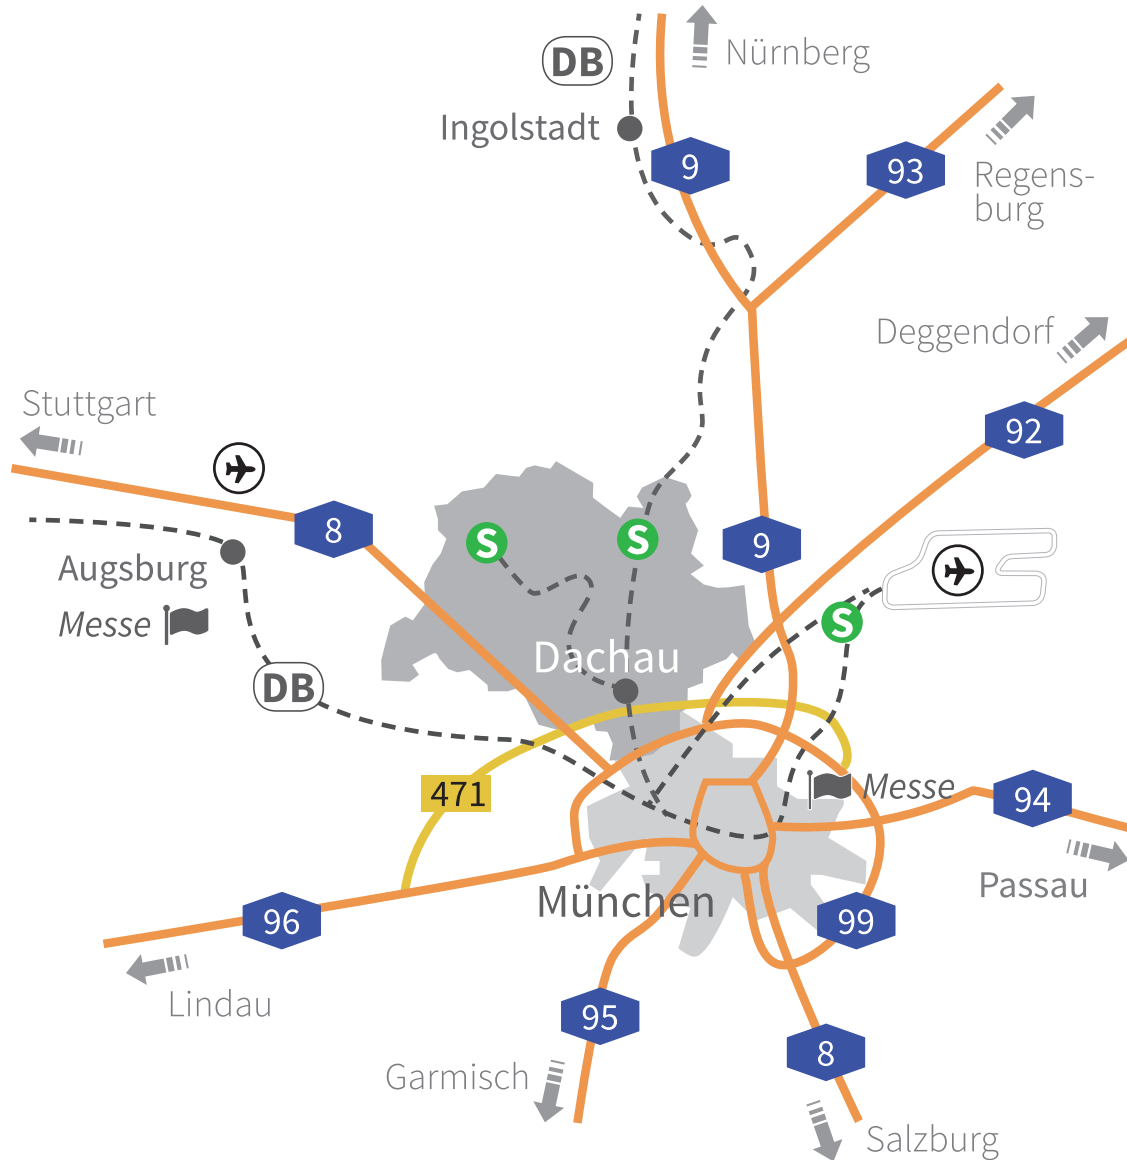 DB
Nürnberg
Ingolstadt
9
93
Regens-
burg
Deggendorf
Stuttgart
92
8
S
S
9
Augsburg
Messe
S
Dachau
DB
471
Messe
94
Passau
München
96
99
Lindau
95
8
Garmisch
Salzburg